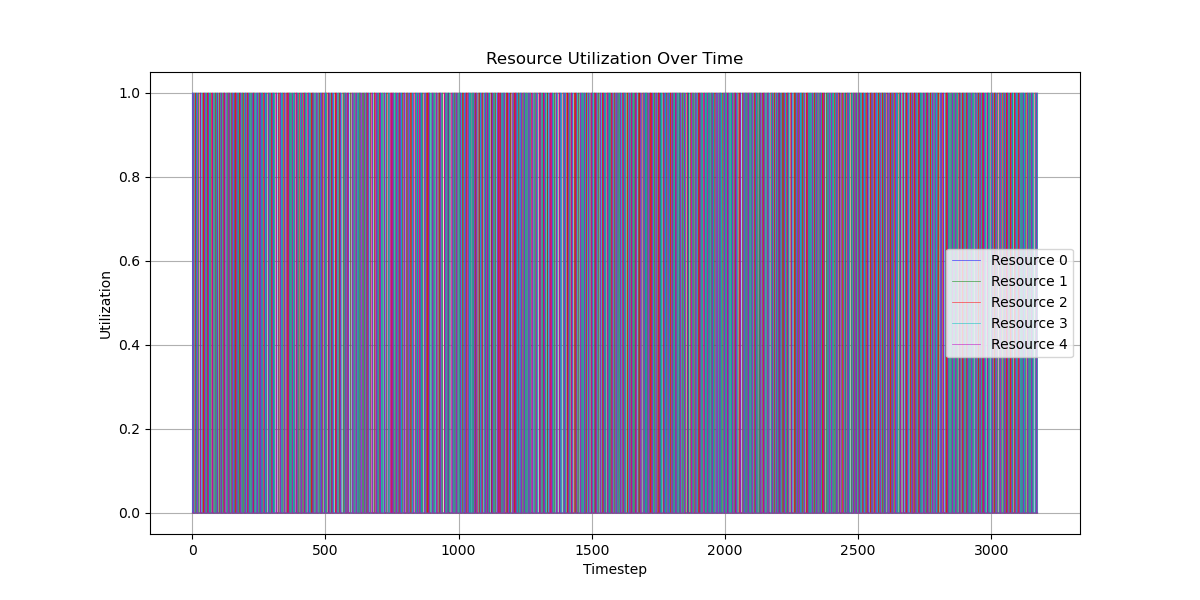 Resource Utilization Over Time
Utilization
1.0
0.8
0.6
0.4
0.2
0.0
Resource 0
Resource 1
Resource 2
Resource 3
Resource 4
0 500 1000 1500 2000 2500 3000
Timestep